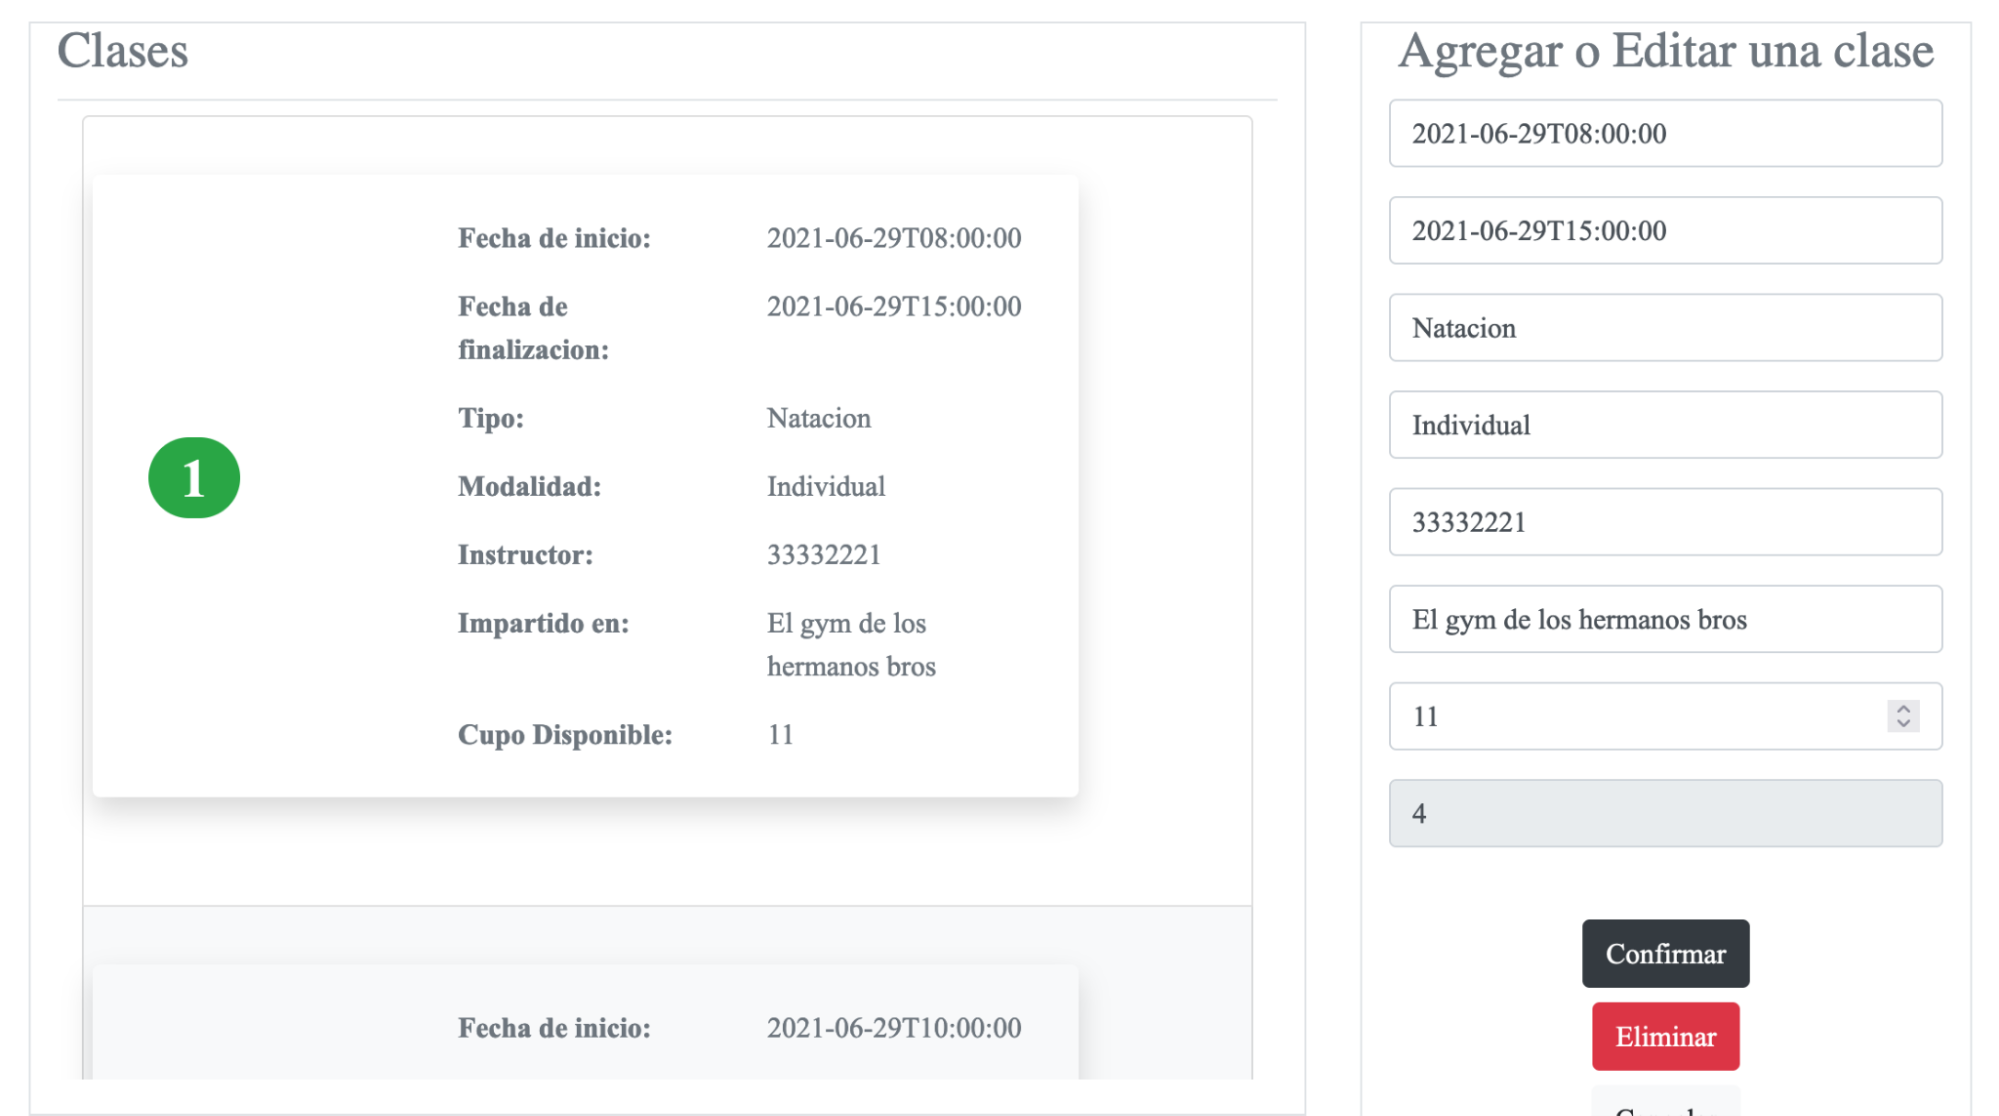 Clases
1
Fecha de inicio: 2021-06-29T08:00:00
Fecha de 2021-06-29T15:00:00
finalizacion:
Tipo: Natacion
Modalidad: Individual
Instructor: 33332221
Impartido en: El gym de los
hermanos bros
Cupo Disponible: 11
Fecha de inicio: 2021-06-29T10:00:00
Agregar o Editar una clase
2021-06-29T08:00:00
2021-06-29T15:00:00
Natacion
Individual
33332221
El gym de los hermanos bros
11
4
Confirmar
Eliminar